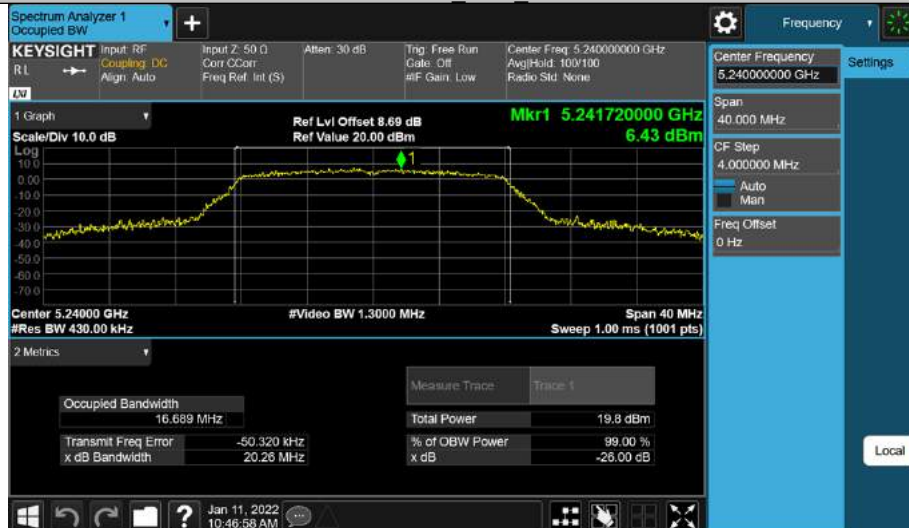 Spectrum Analyzer 1
Occupied BW
+
Frequency
KEYSIGHT
RL
LXI
Input: RF
Coupling: DC
Align: Auto
Input Z: 50 Ω
Corr CCorr
Freq Ref: Int (S)
Atten: 30 dB
Trig: Free Run
Gate: Off
#IF Gain: Low
Center Freq: 5.240000000 GHz
Avg|Hold: 100/100
Radio Std: None
Center Frequency
5.240000000 GHz
Settings
Span
40.000 MHz
CF Step
4.000000 MHz
Auto
Man
Freq Offset
0 Hz
Local
1 Graph
Scale/Div 10.0 dB
Ref Lvl Offset 8.69 dB
Ref Value 20.00 dBm
Mkr1 5.241720000 GHz
6.43 dBm
Log
10.0
0.00
-10.0
-20.0
-30.0
-40.0
-50.0
-60.0
-70.0
1
Center 5.24000 GHz
#Res BW 430.00 kHz
#Video BW 1.3000 MHz
Span 40 MHz
Sweep 1.00 ms (1001 pts)
2 Metrics
Measure Trace
Trace 1
Occupied Bandwidth
16.689 MHz
Total Power
19.8 dBm
Transmit Freq Error
-50.320 kHz
% of OBW Power
99.00 %
x dB Bandwidth
20.26 MHz
x dB
-26.00 dB
?
Jan 11, 2022
10:46:58 AM